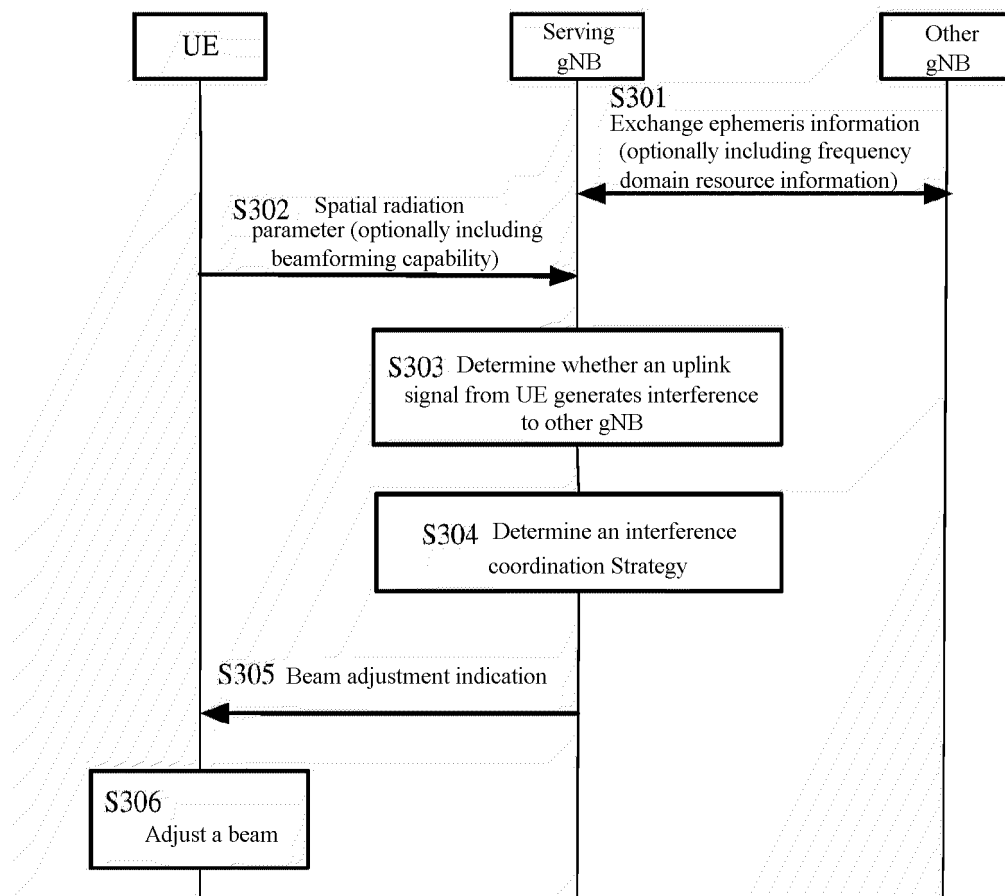 UE
Serving
gNB
Other
gNB
S301
Exchange ephemeris information
(optionally including frequency
domain resource information)
S302 Spatial radiation
parameter (optionally including
beamforming capability)
S303 Determine whether an uplink
signal from UE generates interference
to other gNB
S304 Determine an interference
coordination Strategy
S305 Beam adjustment indication
S306
Adjust a beam